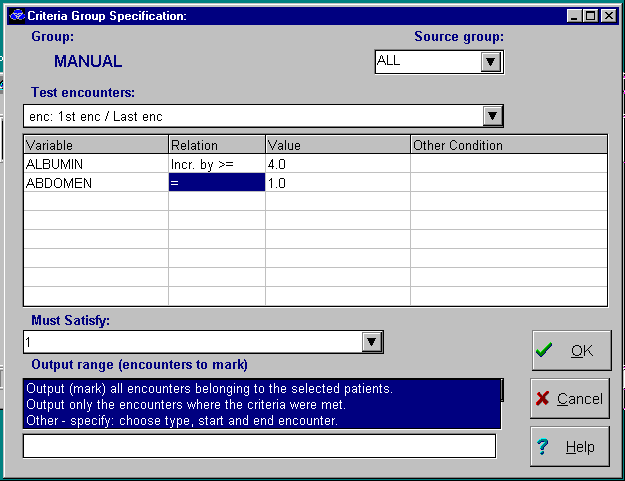 Criteria Group Specification:
Group:
Source group:
MANUAL
ALL
Test encounters:
enc: 1st enc / Last enc
Variable Relation Value Other Condition
ALBUMIN Incr. by >= 4.0
ABDOMEN = 1.0
Must Satisfy:
1
OK
Output range (encounters to mark)
Output (mark) all encounters belonging to the selected patients.
Output only the encounters where the criteria were met.
Other - specify: choose type, start and end encounter.
Cancel
? Help